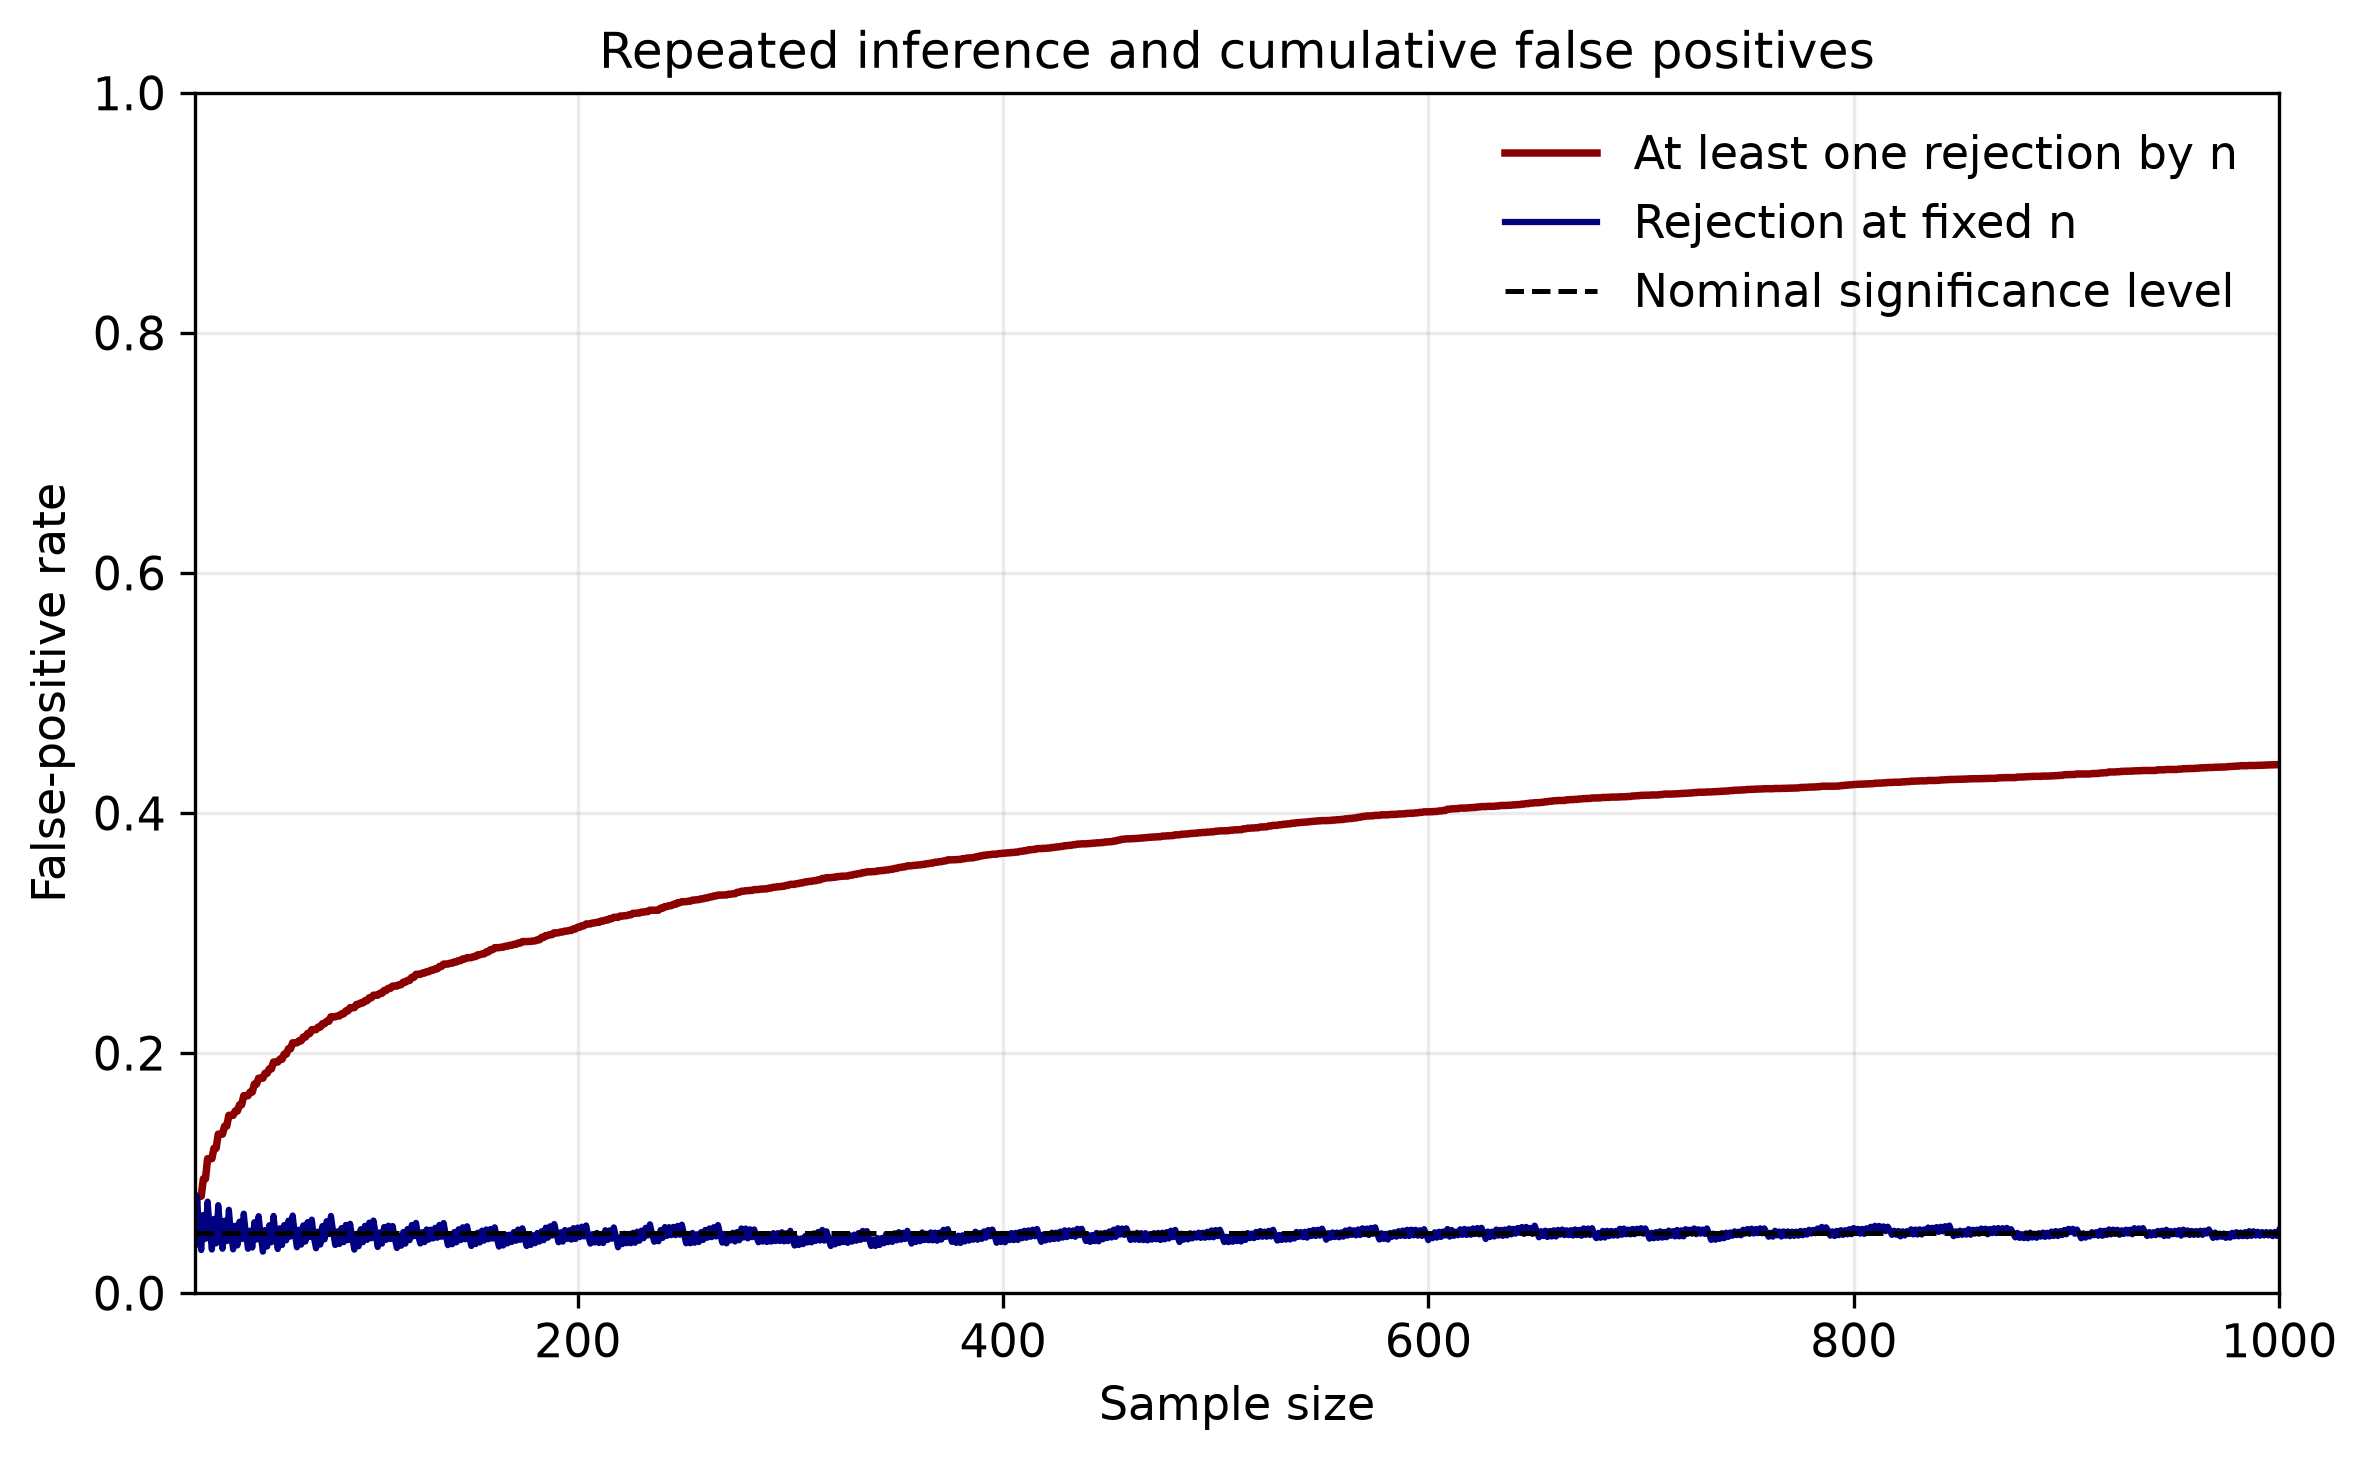 Repeated inference and cumulative false positives
1.0
0.8
0.6
0.4
0.2
0.0
False-positive rate
At least one rejection by n
Rejection at fixed n
Nominal significance level
200
400
600
800
1000
Sample size